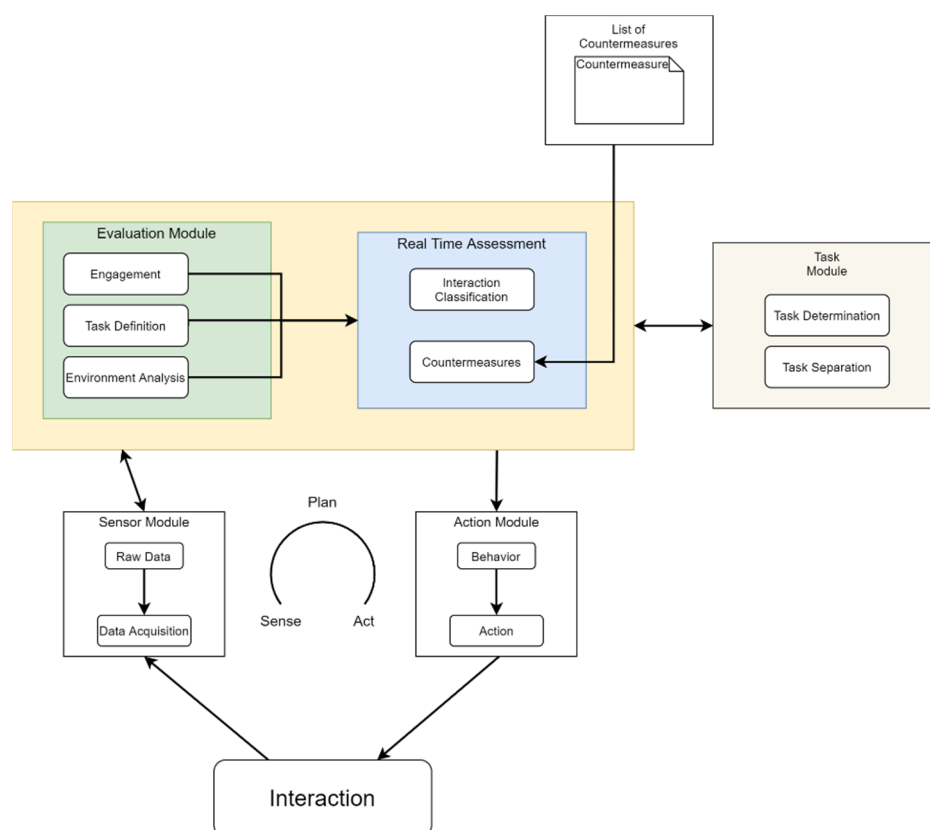 List of
Countermeasures
Countermeasure
Evaluation Module
Engagement
Task Definition
Environment Analysis
Real Time Assessment
Interaction
Classification
Countermeasures
Task
Module
Task Determination
Task Separation
Sensor Module
Raw Data
Data Acquisition
Plan
Sense
Act
Action Module
Behavior
Action
Interaction